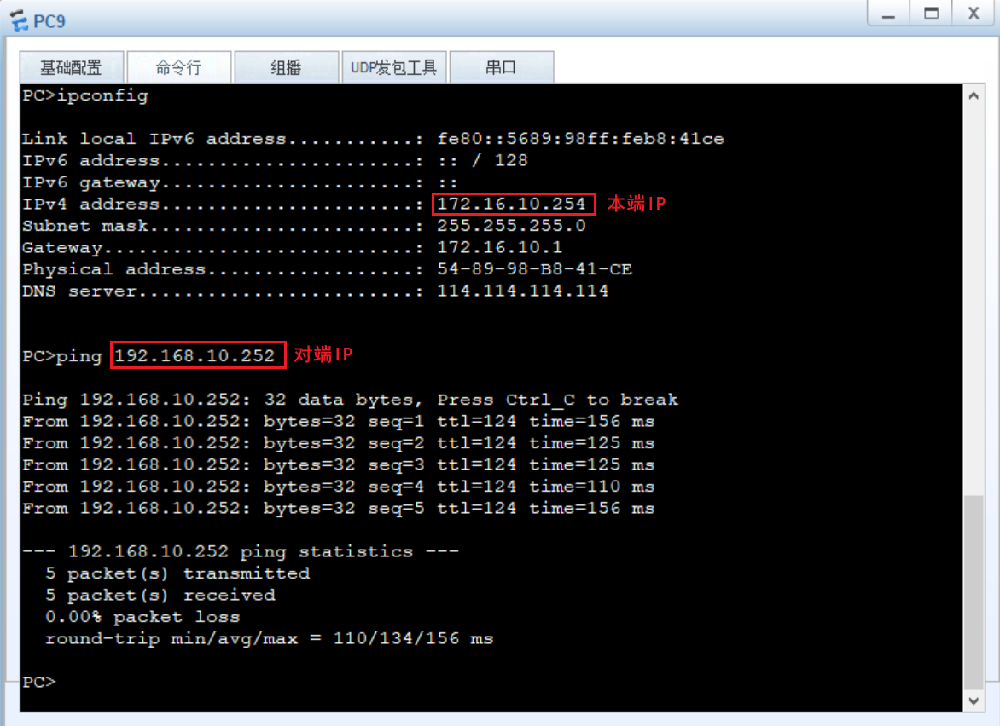 PC9
基础配置 命令行 组播 UDP发包工具 串口
PC>ipconfig
Link local IPv6 address...........: fe80::5689:98ff:feb8:41ce
IPv6 address......................: :: / 128
IPv6 gateway......................: ::
IPv4 address......................: 172.16.10.254 本端IP
Subnet mask.......................: 255.255.255.0
Gateway...........................: 172.16.10.1
Physical address..................: 54-89-98-B8-41-CE
DNS server........................: 114.114.114.114
PC>ping 192.168.10.252 对端IP
Ping 192.168.10.252: 32 data bytes, Press Ctrl_C to break
From 192.168.10.252: bytes=32 seq=1 ttl=124 time=156 ms
From 192.168.10.252: bytes=32 seq=2 ttl=124 time=125 ms
From 192.168.10.252: bytes=32 seq=3 ttl=124 time=125 ms
From 192.168.10.252: bytes=32 seq=4 ttl=124 time=110 ms
From 192.168.10.252: bytes=32 seq=5 ttl=124 time=156 ms
--- 192.168.10.252 ping statistics ---
5 packet(s) transmitted
5 packet(s) received
0.00% packet loss
round-trip min/avg/max = 110/134/156 ms
PC>